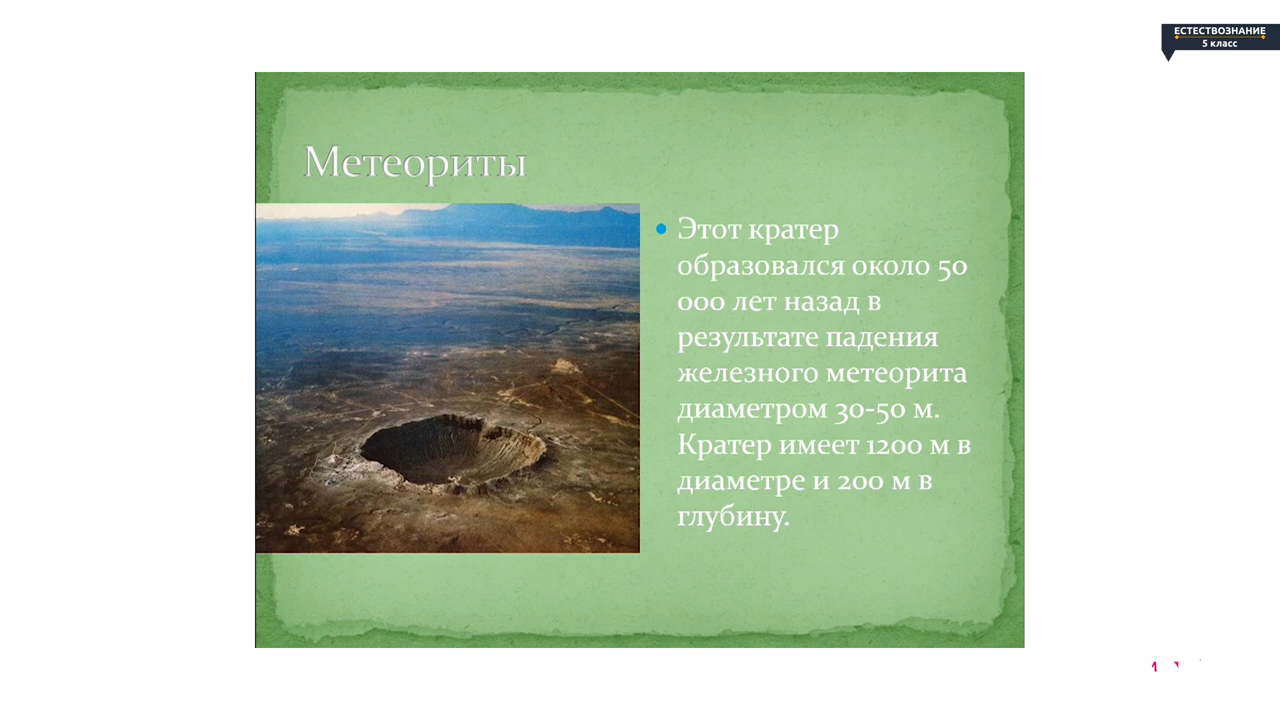 ЕСТЕСТВОЗНАНИЕ
5 класс
Метеориты
Этот кратер
образовался около 50
000 лет назад в
результате падения
железного метеорита
диаметром 30-50 м.
Кратер имеет 1200 м в
диаметре и 200 м в
глубину.